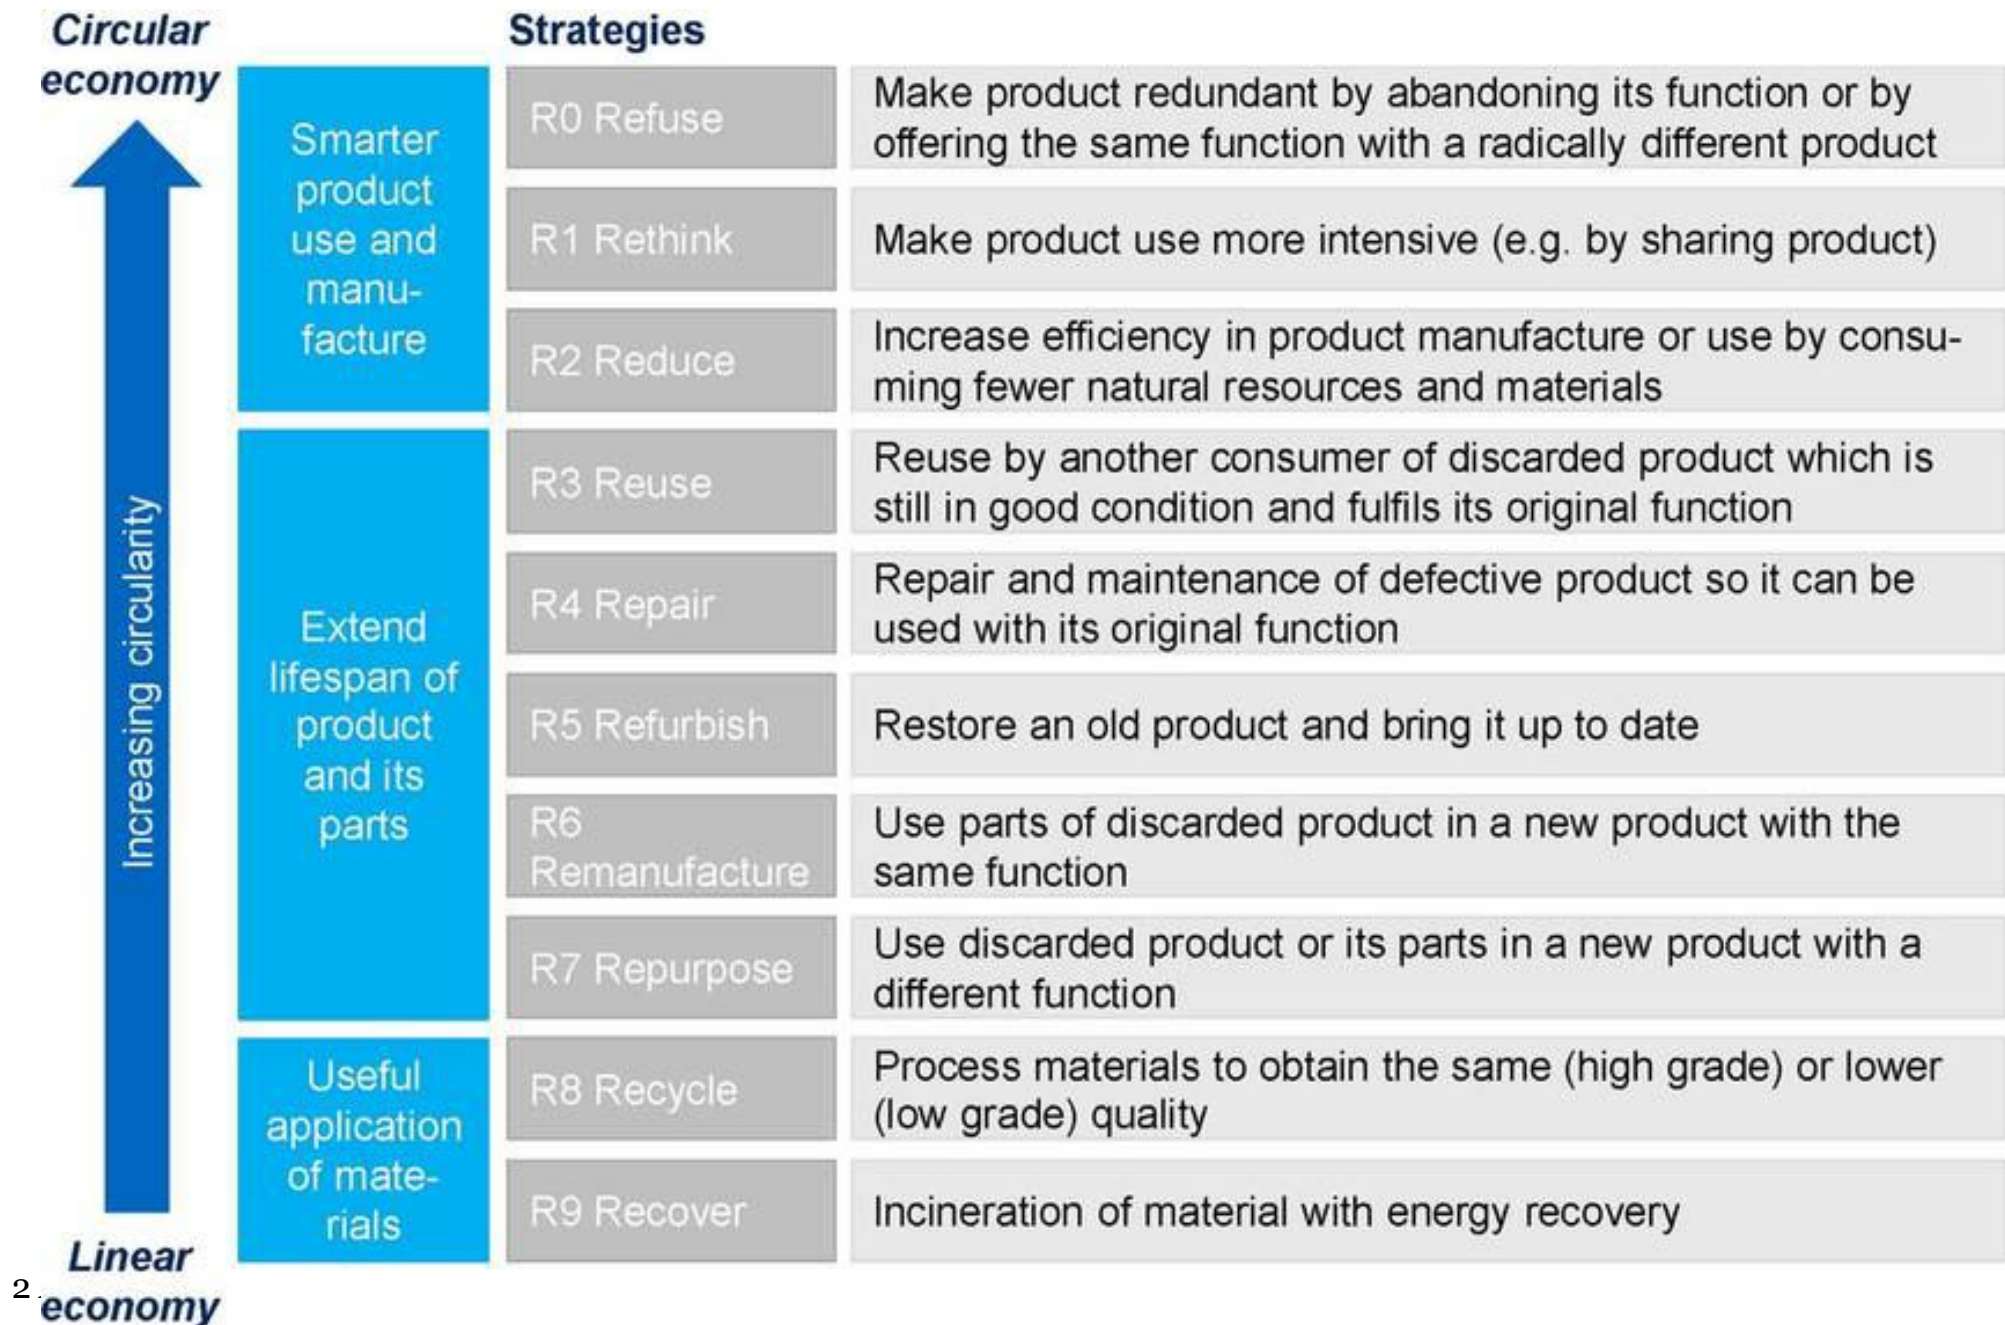 Circular
economy
Strategies
Smarter
product
use and
manu-
facture
R0 Refuse
Make product redundant by abandoning its function or by
offering the same function with a radically different product
R1 Rethink
Make product use more intensive (e.g. by sharing product)
R2 Reduce
Increase efficiency in product manufacture or use by consu-
ming fewer natural resources and materials
Increasing circularity
Extend
lifespan of
product
and its
parts
R3 Reuse
Reuse by another consumer of discarded product which is
still in good condition and fulfils its original function
R4 Repair
Repair and maintenance of defective product so it can be
used with its original function
R5 Refurbish
Restore an old product and bring it up to date
R6
Remanufacture
Use parts of discarded product in a new product with the
same function
R7 Repurpose
Use discarded product or its parts in a new product with a
different function
Useful
application
of mate-
rials
R8 Recycle
Process materials to obtain the same (high grade) or lower
(low grade) quality
R9 Recover
Incineration of material with energy recovery
Linear
economy
2.